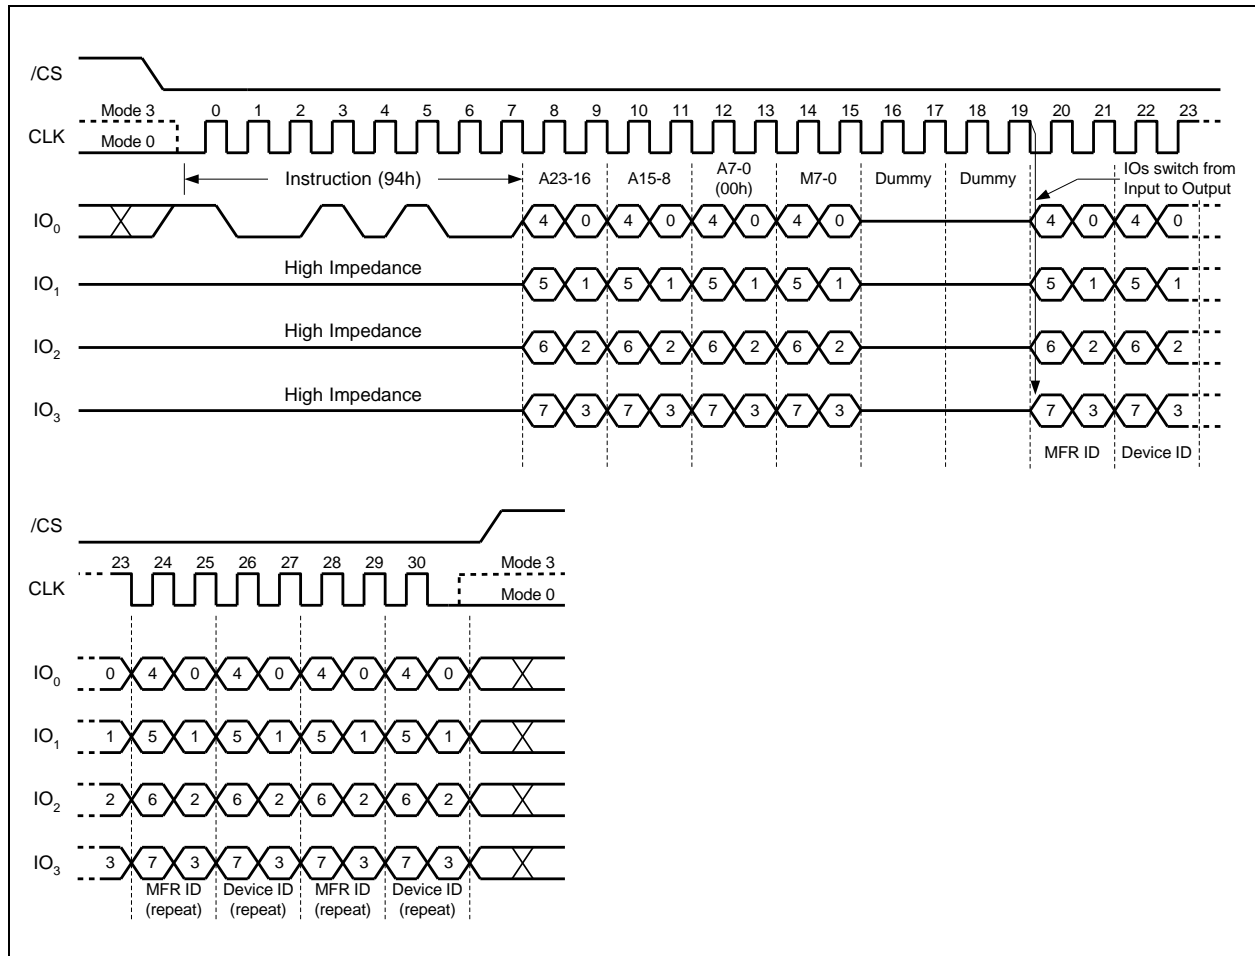 /CS
Mode 3 0 1 2 3 4 5 6 7 8 9 10 11 12 13 14 15 16 17 18 19 20 21 22 23
CLK
Mode 0
Instruction (94h) A23-16 A15-8 A7-0 (00h) M7-0 Dummy Dummy IOs switch from Input to Output
IO0 4 0 4 0 4 0 4 0 4 0 4 0
High Impedance
IO1 5 1 5 1 5 1 5 1 5 1 5 1
High Impedance
IO2 6 2 6 2 6 2 6 2 6 2 6 2
High Impedance
IO3 7 3 7 3 7 3 7 3 7 3 7 3
MFR ID Device ID
/CS
23 24 25 26 27 28 29 30 Mode 3
CLK
Mode 0
IO0 0 4 0 4 0 4 0 4 0
IO1 1 5 1 5 1 5 1 5 1
IO2 2 6 2 6 2 6 2 6 2
IO3 3 7 3 7 3 7 3 7 3
MFR ID Device ID MFR ID Device ID
(repeat) (repeat) (repeat) (repeat)